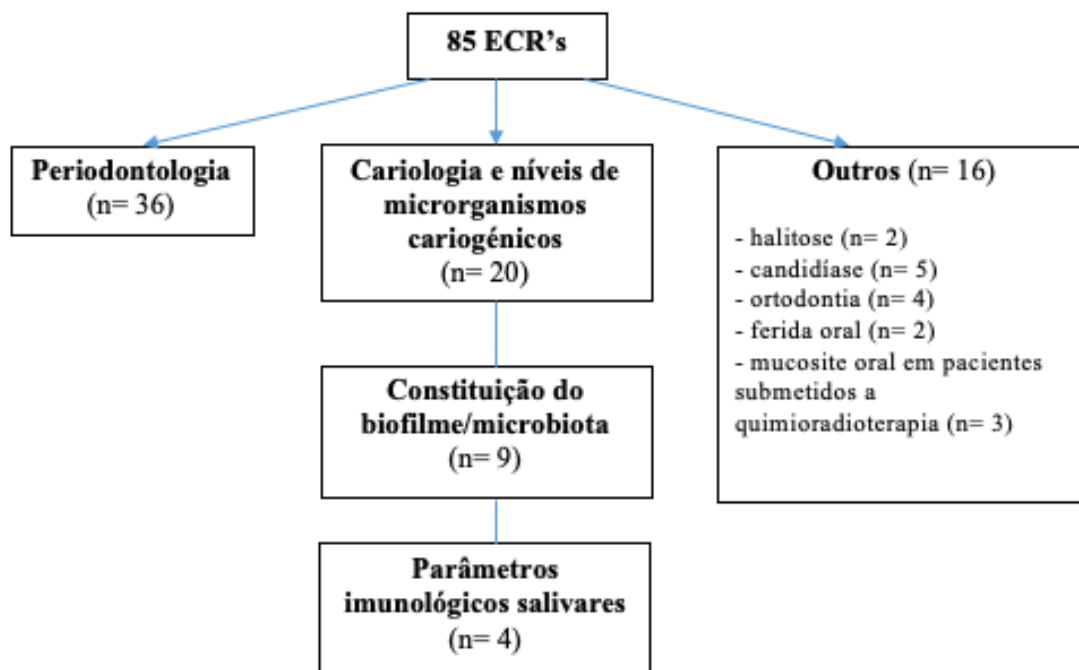 85 ECR’s
Periodontologia
(n= 36)
Cariologia e níveis de
microrganismos
cariogénicos
(n= 20)
Constituição do
biofilme/microbiota
(n= 9)
Parâmetros
imunológicos salivares
(n= 4)
Outros (n= 16)
- halitose (n= 2)
- candidíase (n= 5)
- ortodontia (n= 4)
- ferida oral (n= 2)
- mucosite oral em pacientes
submetidos a
quimioradioterapia (n= 3)